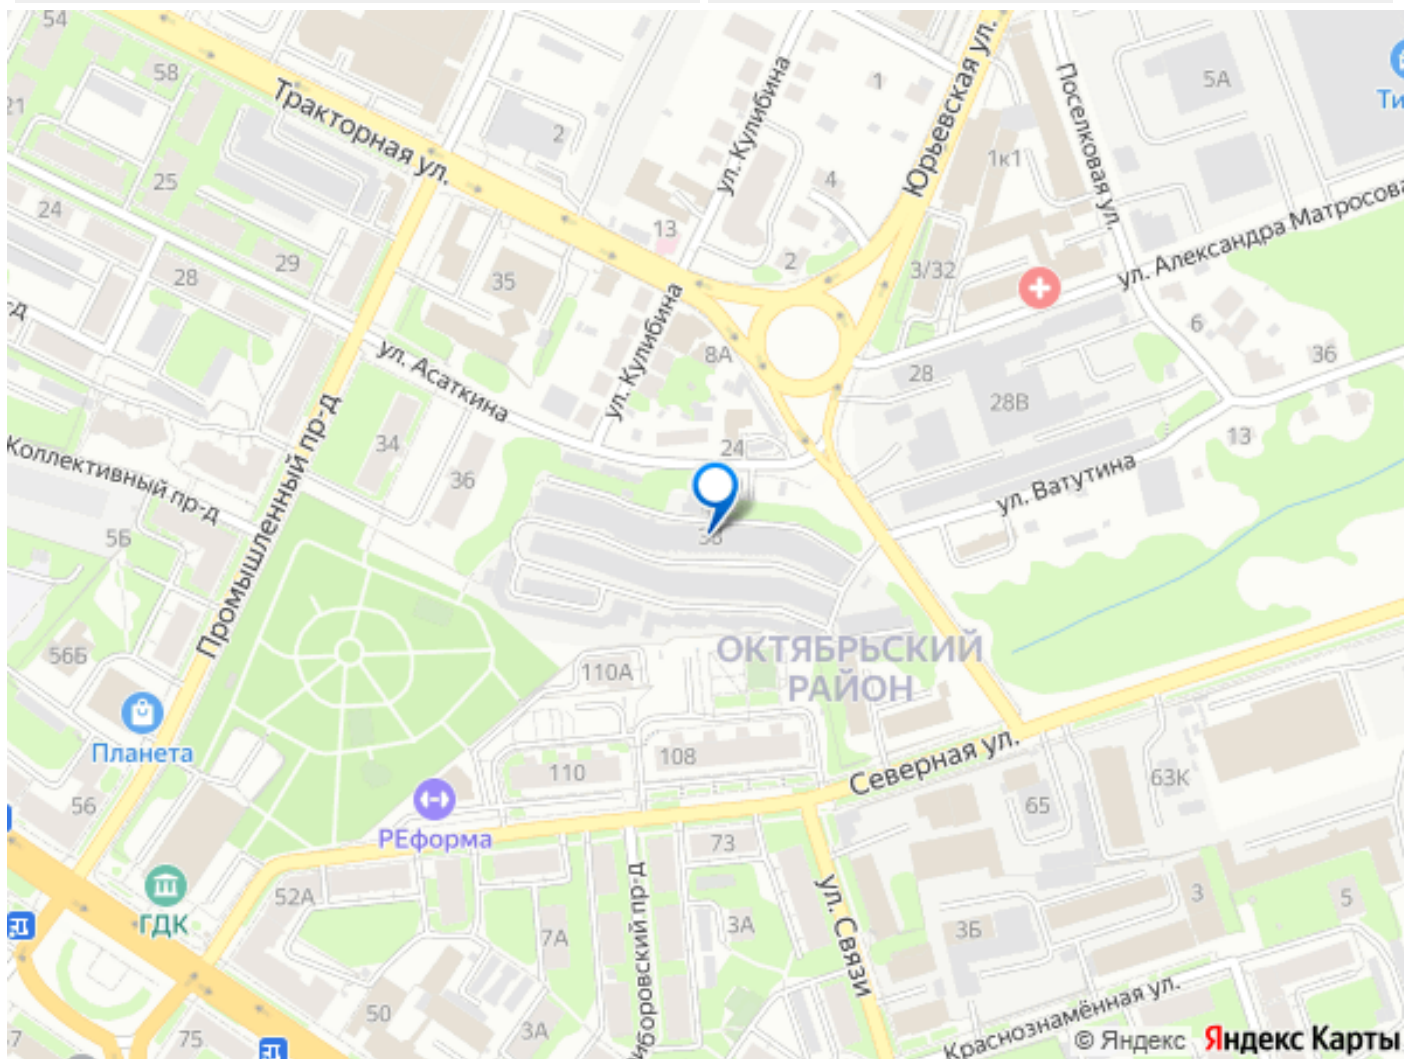 54
58
21
Тракторная ул.
2
ул. Кулибина
1
Юрьевская ул.
1к1
Поселковая ул.
5А
Ти
25
24
4
13
2
3/32
ул. Александра Матросова
28
29
35
ул. Кулибина
8А
6
36
ул. Асаткина
28
28В
Промышленный пр-д
34
36
24
13
ул. Ватутина
Коллективный пр-д
5Б
56Б
ОКТЯБРЬСКИЙ
РАЙОН
110А
Планета
110
108
Северная ул.
63К
65
56
РЕформа
73
52А
ГДК
7А
3А
ул. Связи
3Б
3
5
50
3А
75
Краснознамённая ул.
© Яндекс Яндекс Карты